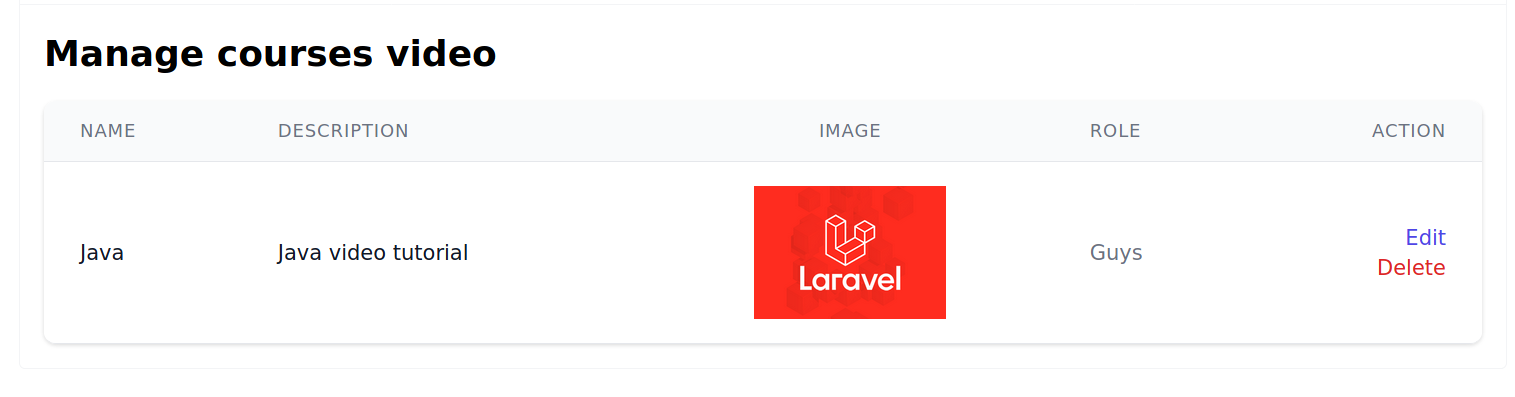 Manage courses video
NAME DESCRIPTION IMAGE ROLE ACTION
Java Java video tutorial Laravel Guys Edit
Delete